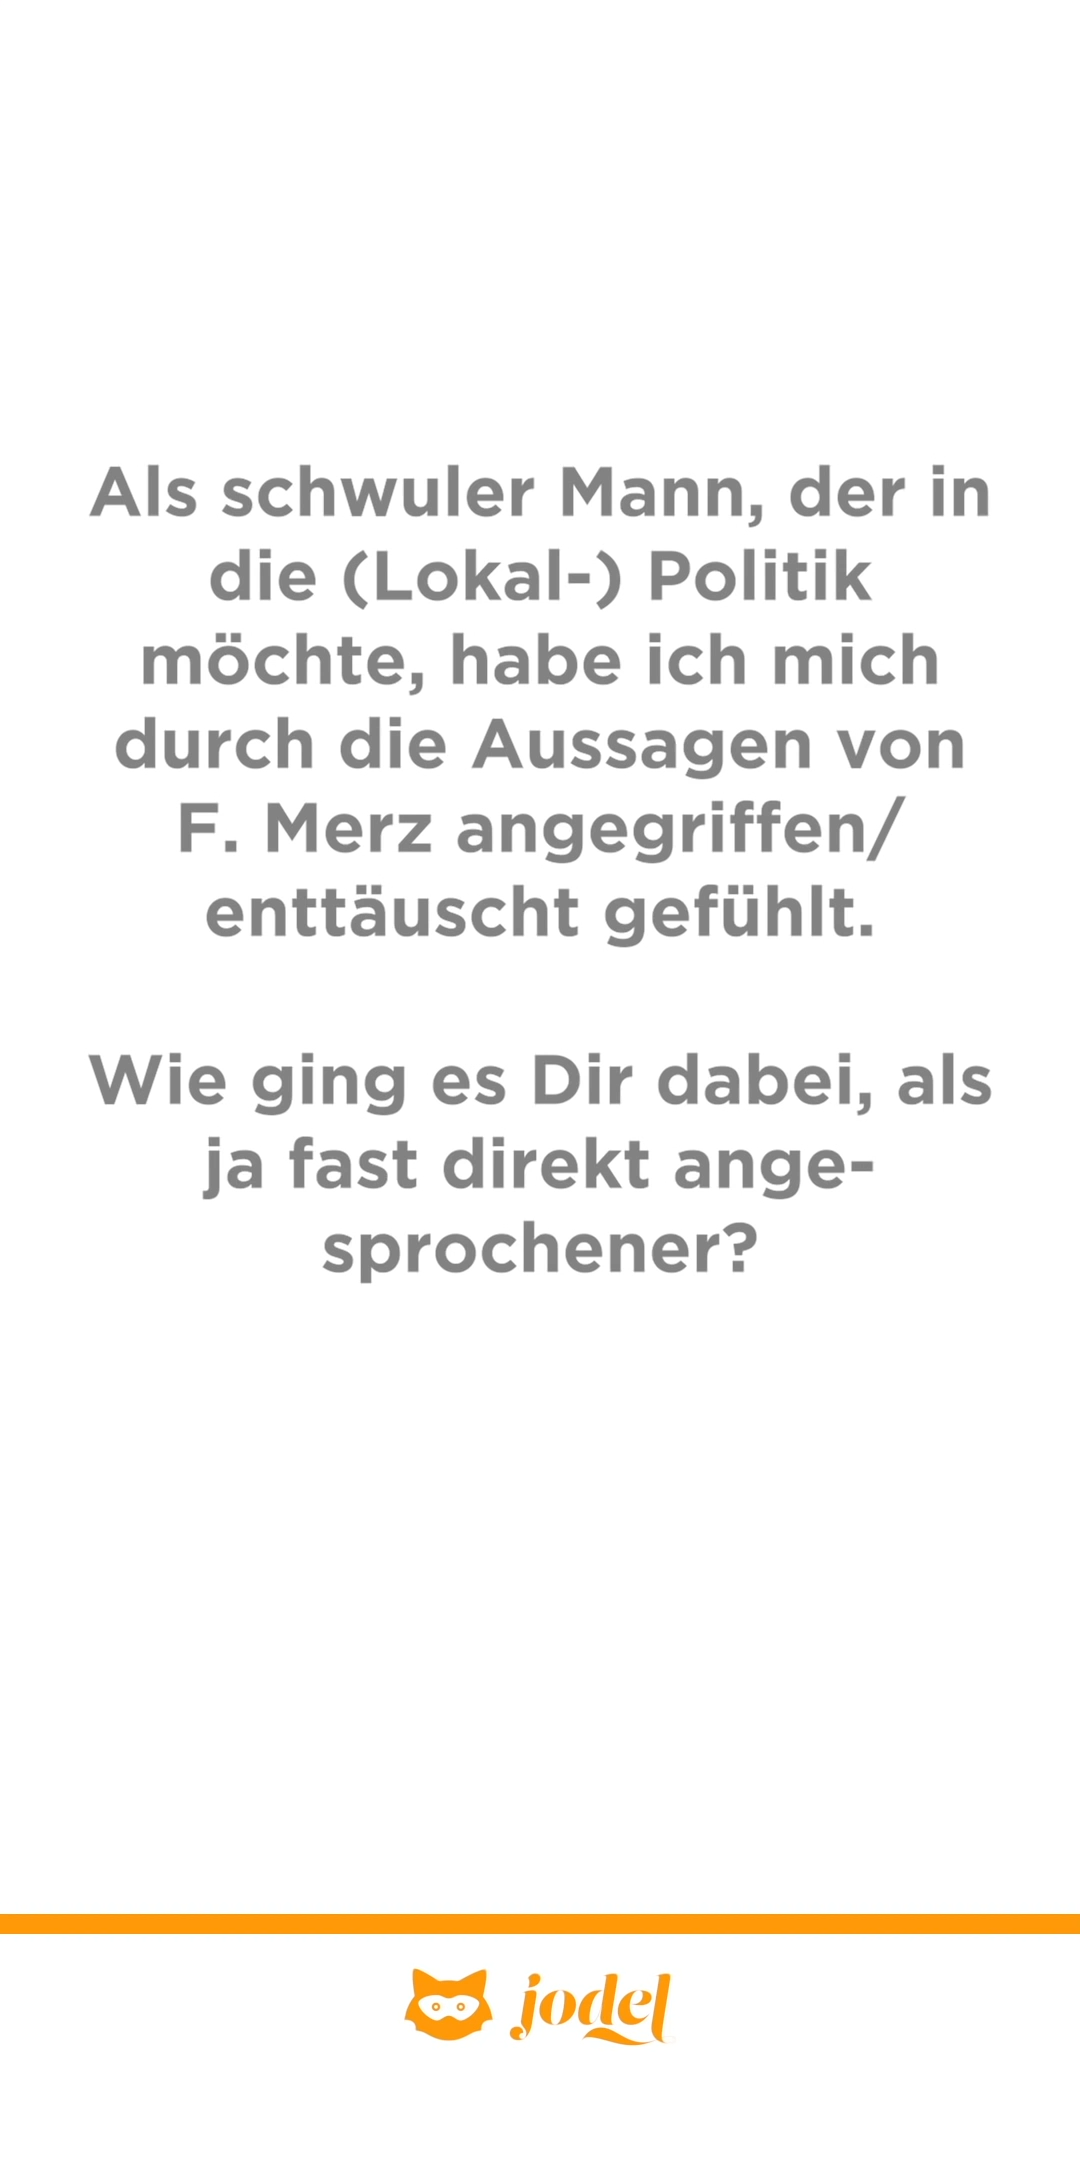 Als schwuler Mann, der in
die (Lokal-) Politik
möchte, habe ich mich
durch die Aussagen von
F. Merz angegriffen/
enttäuscht gefühlt.
Wie ging es Dir dabei, als
ja fast direkt ange-
sprochener?
jodel